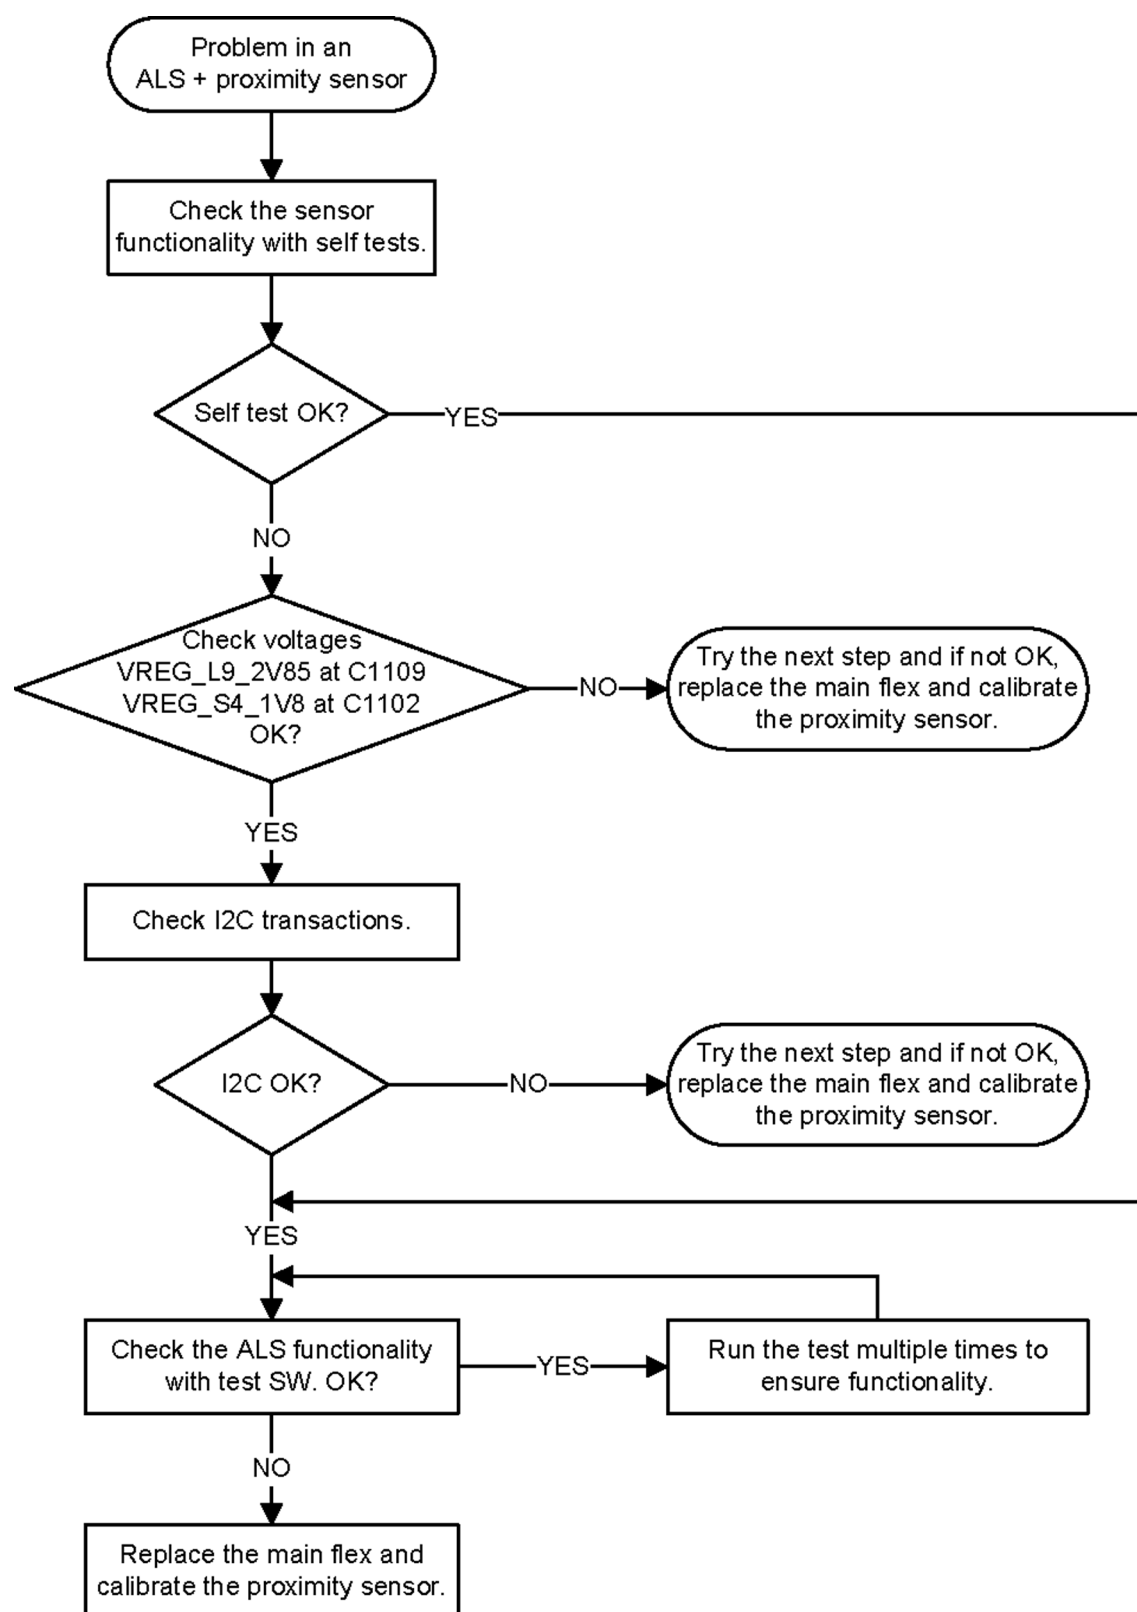 Problem in an
ALS + proximity sensor
Check the sensor
functionality with self tests.
Self test OK?
YES
NO
Check voltages
VREG_L9_2V85 at C1109
VREG_S4_1V8 at C1102
OK?
NO
Try the next step and if not OK,
replace the main flex and calibrate
the proximity sensor.
YES
Check I2C transactions.
I2C OK?
NO
Try the next step and if not OK,
replace the main flex and calibrate
the proximity sensor.
YES
Check the ALS functionality
with test SW. OK?
YES
Run the test multiple times to
ensure functionality.
NO
Replace the main flex and
calibrate the proximity sensor.